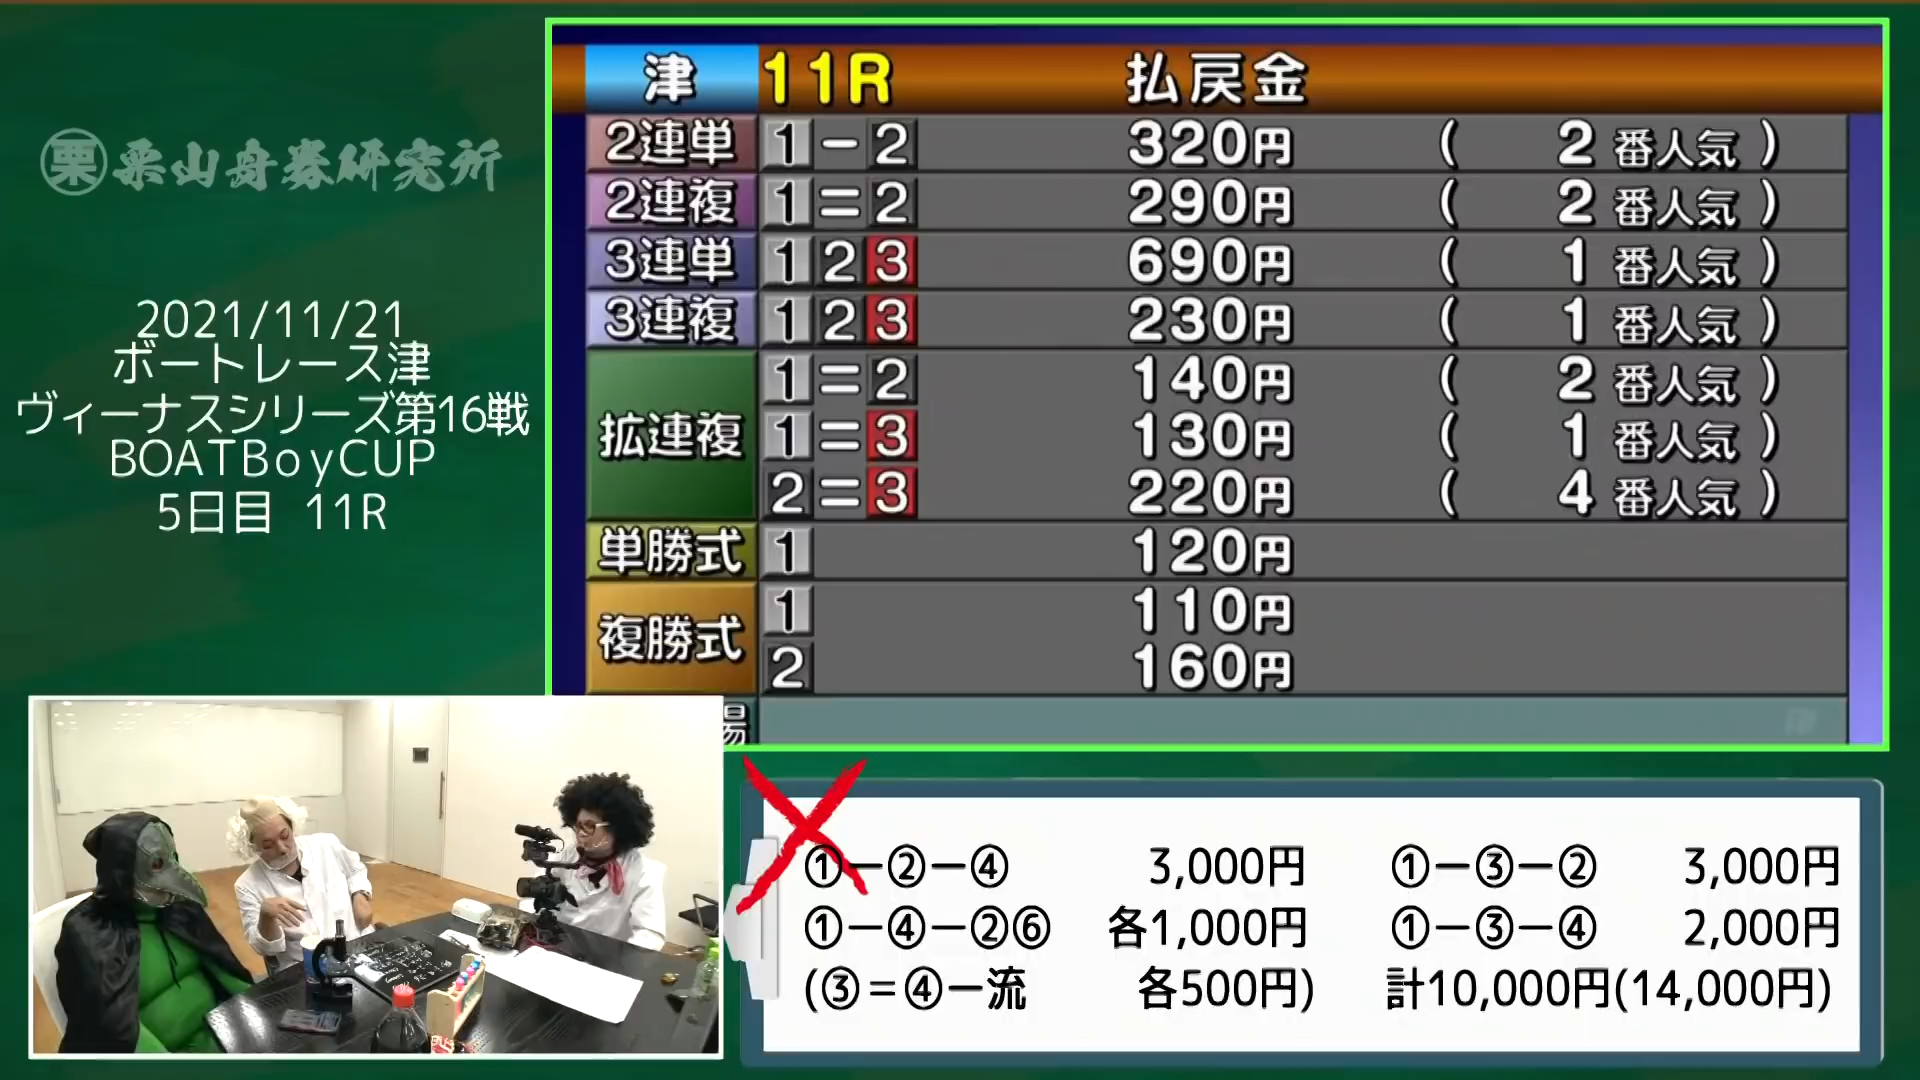 栗 栗山舟券研究所
2021/11/21
ボートレース津
ヴィーナスシリーズ第16戦
BOATBoyCUP
5日目 11R
津 11R 払戻金
2連単 1-2 320円 ( 2 番人気 )
2連複 1=2 290円 ( 2 番人気 )
3連単 1 2 3 690円 ( 1 番人気 )
3連複 1 2 3 230円 ( 1 番人気 )
拡連複 1=2 140円 ( 2 番人気 )
1=3 130円 ( 1 番人気 )
2=3 220円 ( 4 番人気 )
単勝式 1 120円
複勝式 1 110円
2 160円
場
①－②－④ 3,000円 ①－③－② 3,000円
①－④－②⑥ 各1,000円 ①－③－④ 2,000円
(③=④－流 各500円) 計10,000円(14,000円)